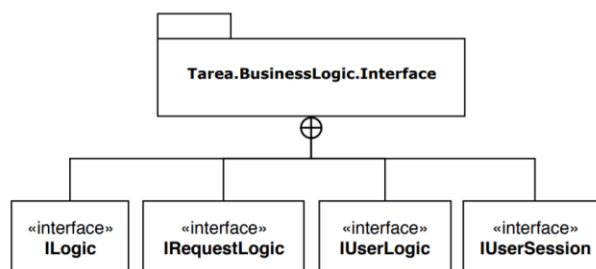 Tarea.BusinessLogic.Interface
«interface» «interface» «interface» «interface»
ILogic IRequestLogic IUserLogic IUserSession